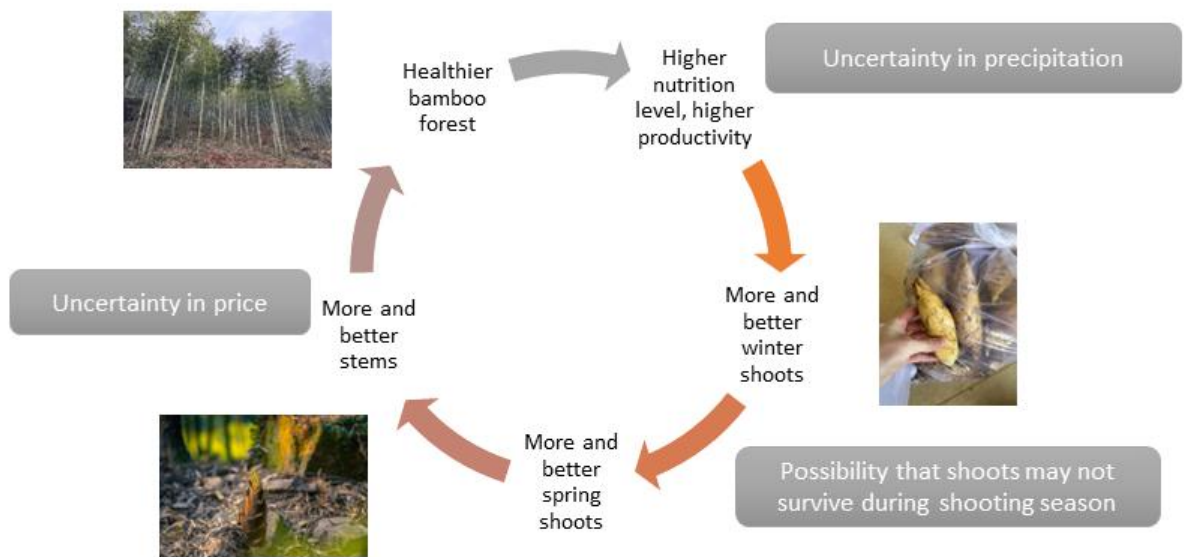 Healthier
bamboo
forest
Higher
nutrition
level, higher
productivity
Uncertainty in precipitation
More and
better
winter
shoots
Possibility that shoots may not
survive during shooting season
More and
better
spring
shoots
More and
better
stems
Uncertainty in price